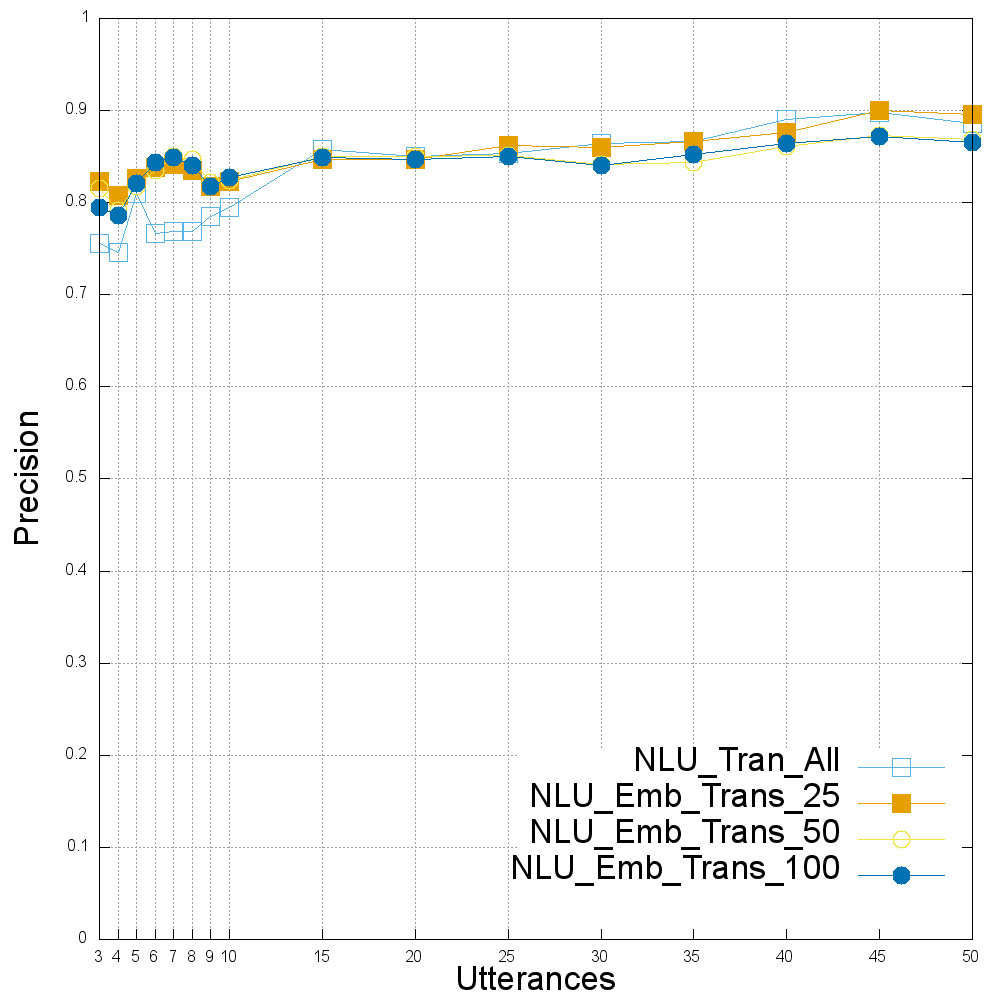 1
0.9
0.8
0.7
0.6
0.5
0.4
0.3
0.2
0.1
0
Precision
NLU_Tran_All
NLU_Emb_Trans_25
NLU_Emb_Trans_50
NLU_Emb_Trans_100
3 4 5 6 7 8 9 10 15 20 25 30 35 40 45 50
Utterances